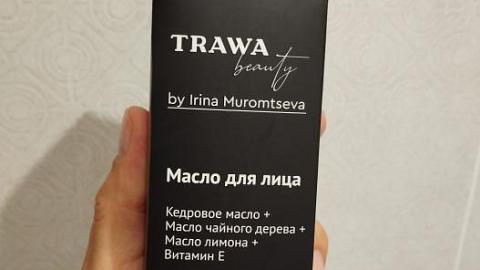 TRAWA
beauty
by Irina Muromtseva
Масло для лица
Кедровое масло +
Масло чайного дерева +
Масло лимона +
Витамин Е